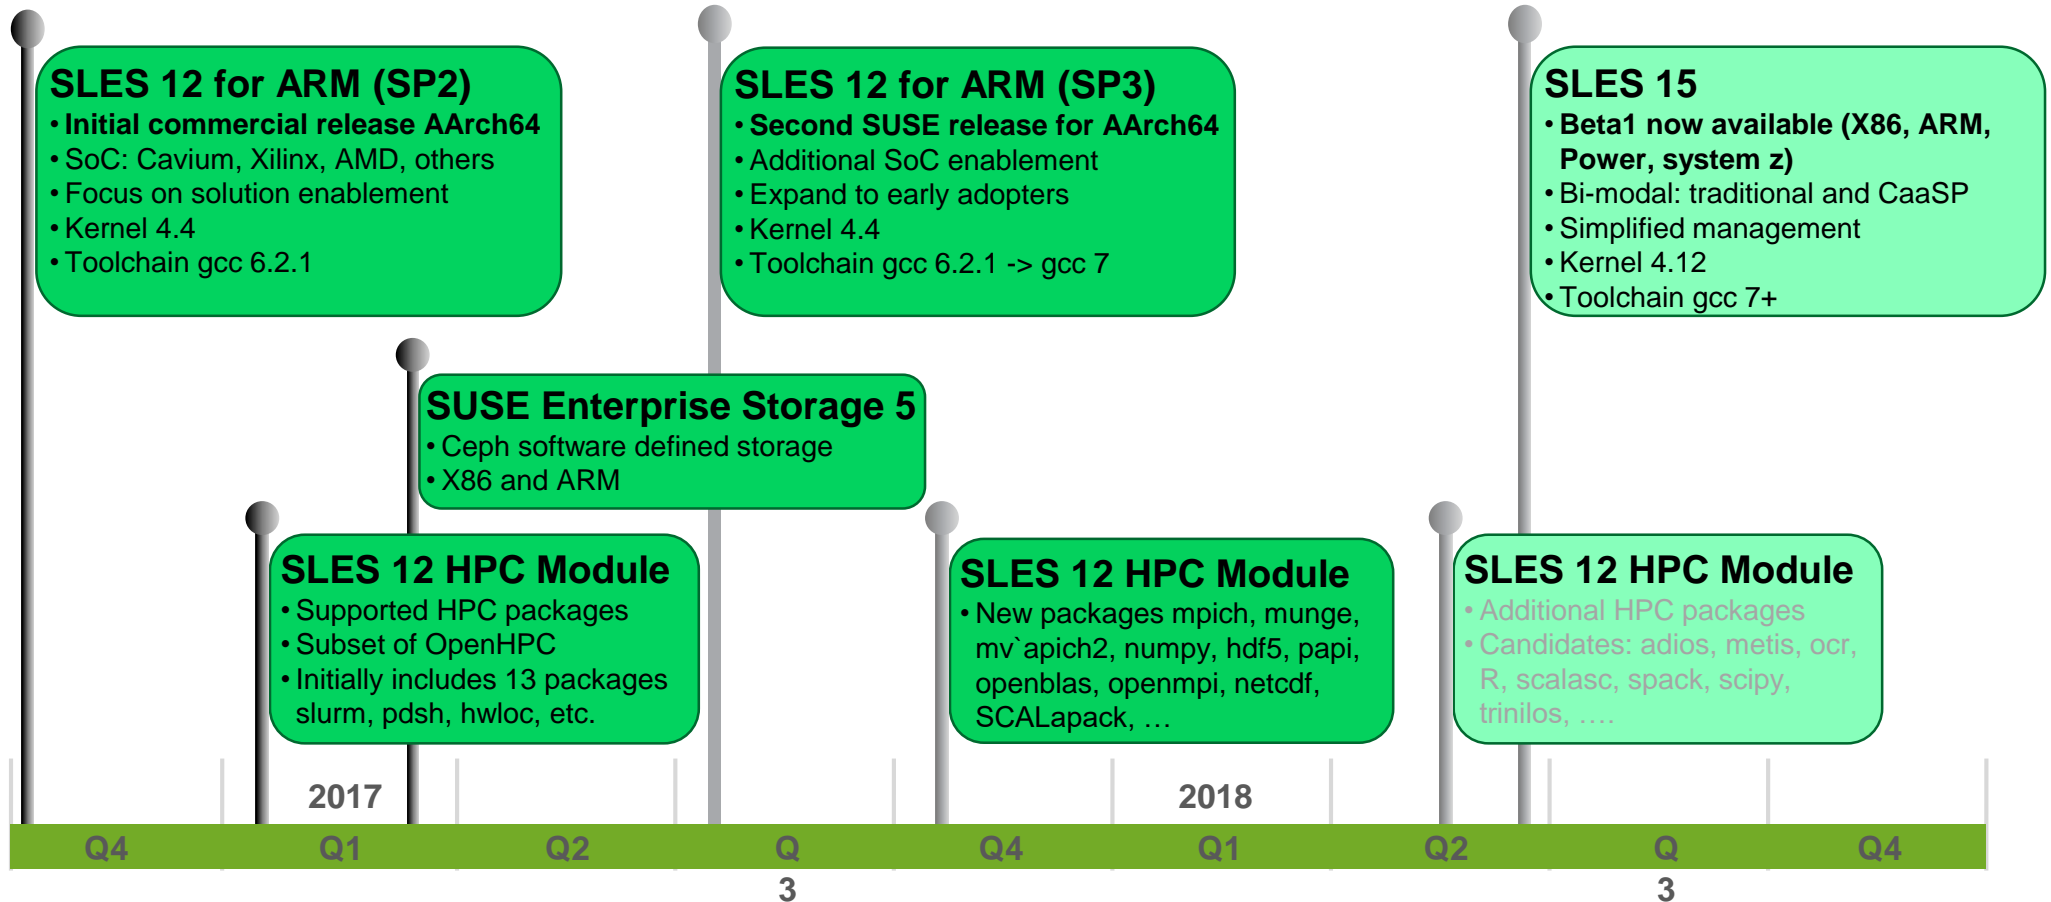 SLES 12 for ARM (SP2)
• Initial commercial release AArch64
• SoC: Cavium, Xilinx, AMD, others
• Focus on solution enablement
• Kernel 4.4
• Toolchain gcc 6.2.1
SLES 12 for ARM (SP3)
• Second SUSE release for AArch64
• Additional SoC enablement
• Expand to early adopters
• Kernel 4.4
• Toolchain gcc 6.2.1 -> gcc 7
SLES 15
• Beta1 now available (X86, ARM,
Power, system z)
• Bi-modal: traditional and CaaSP
• Simplified management
• Kernel 4.12
• Toolchain gcc 7+
SUSE Enterprise Storage 5
• Ceph software defined storage
• X86 and ARM
SLES 12 HPC Module
• Supported HPC packages
• Subset of OpenHPC
• Initially includes 13 packages
slurm, pdsh, hwloc, etc.
SLES 12 HPC Module
• New packages mpich, munge,
mv`apich2, numpy, hdf5, papi,
openblas, openmpi, netcdf,
SCALapack, …
SLES 12 HPC Module
• Additional HPC packages
• Candidates: adios, metis, ocr,
R, scalasc, spack, scipy,
trinilos, ….
2017
2018
Q4
Q1
Q2
Q
3
Q4
Q1
Q2
Q
3
Q4